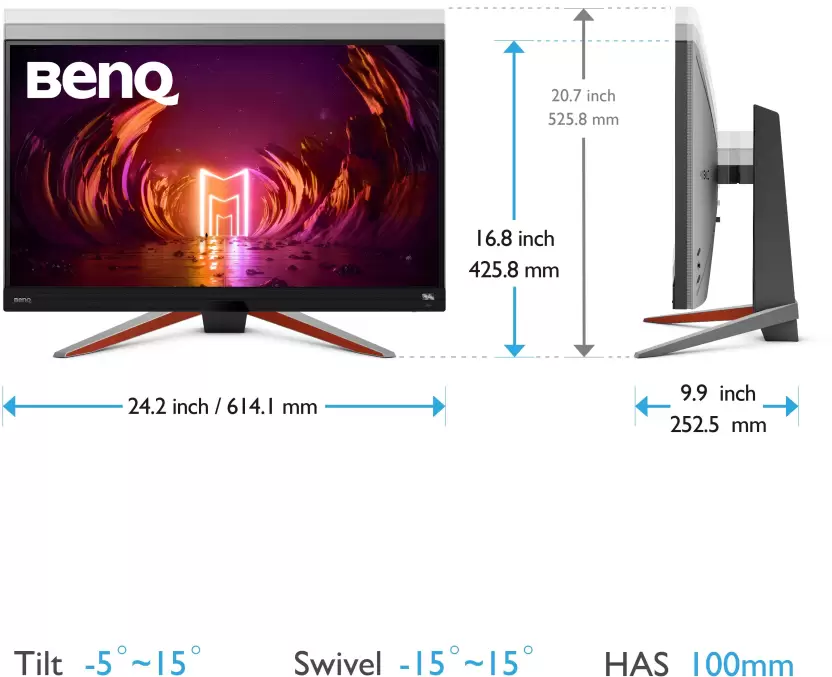 BenQ
20.7 inch
525.8 mm
16.8 inch
425.8 mm
BenQ
24.2 inch / 614.1 mm
9.9 inch
252.5 mm
Tilt -5°~15°
Swivel -15°~15°
HAS 100mm